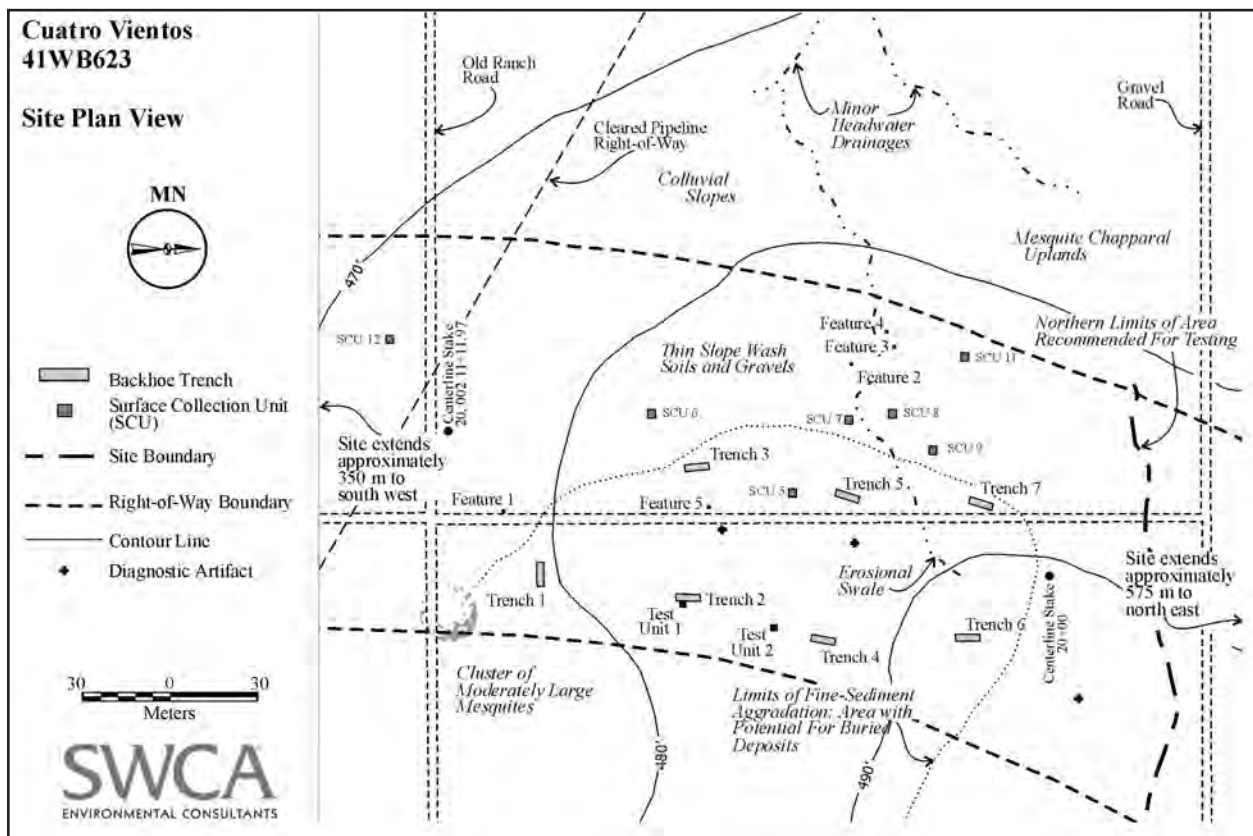 Cuatro Vientos
41WB623
Site Plan View
MN
Backhoe Trench
Surface Collection Unit
(SCU)
Site Boundary
Right-of-Way Boundary
Contour Line
Diagnostic Artifact
30 0 30
Meters
SWCA
ENVIRONMENTAL CONSULTANTS
Old Ranch
Road
Cleared Pipeline
Right-of-Way
Minor
Headwater
Drainages
Gravel
Road
Colluvial
Slopes
Mesquite Chapparal
Uplands
470'
SCU 12
Centerline Stake
20, 002 11+11.97
Feature 4
Feature 3
Feature 2
Thin Slope Wash
Soils and Gravels
SCU 11
Northern Limits of Area
Recommended For Testing
SCU 6
SCU 7
SCU 8
SCU 9
Site extends
approximately
350 m to
south west
Trench 3
SCU 5
Trench 5
Trench 7
Feature 1
Feature 5
Erosional
Swale
Site extends
approximately
575 m to
north east
Trench 1
Trench 2
Test
Unit 1
Test
Unit 2
Trench 4
Trench 6
Centerline Stake
20+00
Cluster of
Moderately Large
Mesquites
Limits of Fine-Sediment
Aggradation: Area with
Potential For Buried
Deposits
480'
490'